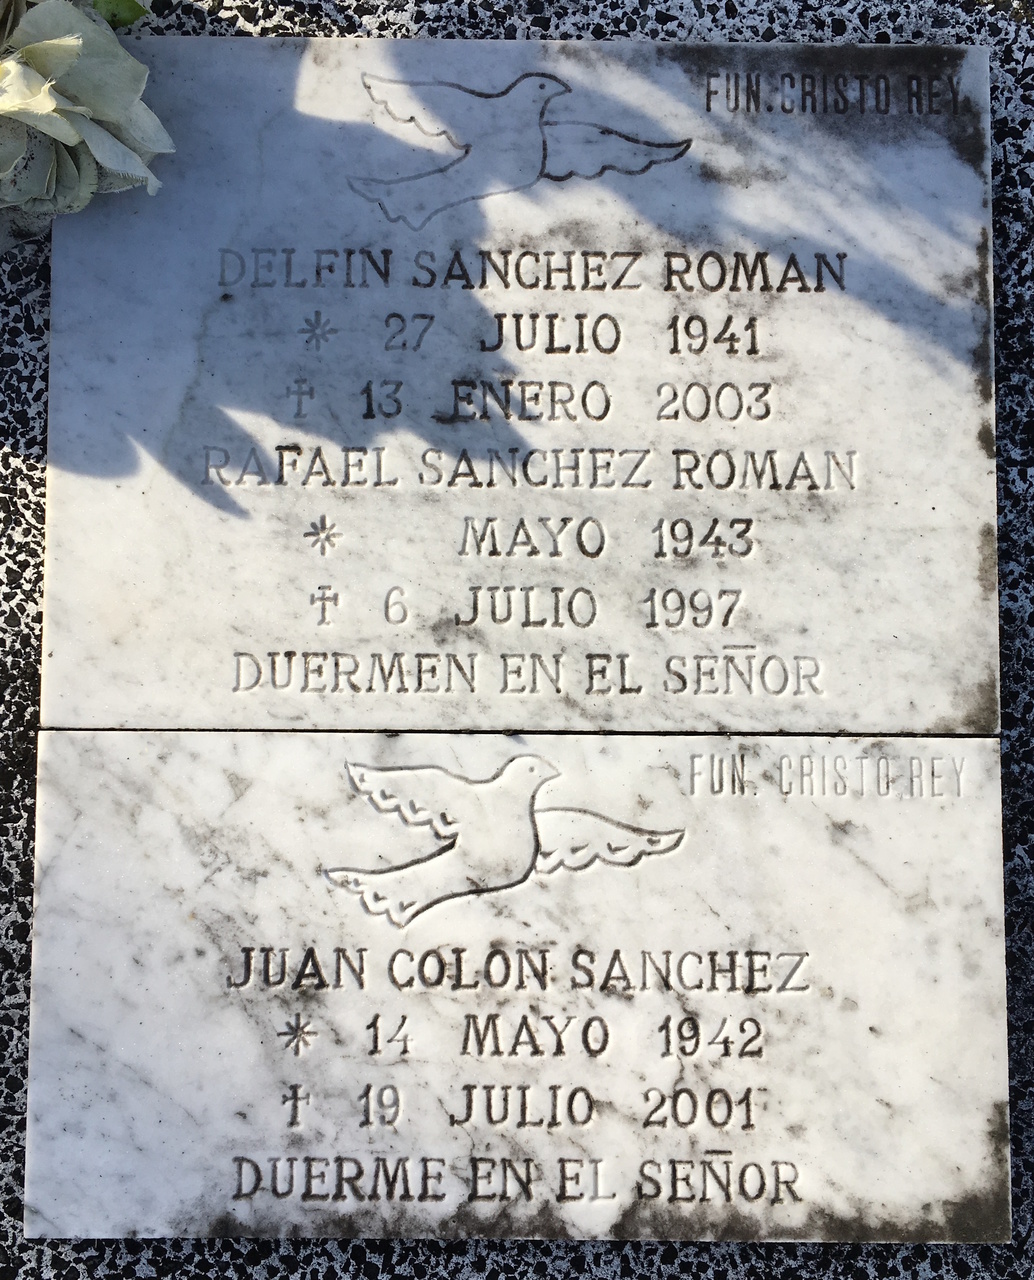 FUN. CRISTO REY
DELFIN SANCHEZ ROMAN
* 27 JULIO 1941
✝ 13 ENERO 2003
RAFAEL SANCHEZ ROMAN
* MAYO 1943
✝ 6 JULIO 1997
DUERMEN EN EL SEÑOR
FUN. CRISTO REY
JUAN COLON SANCHEZ
* 14 MAYO 1942
✝ 19 JULIO 2001
DUERME EN EL SEÑOR